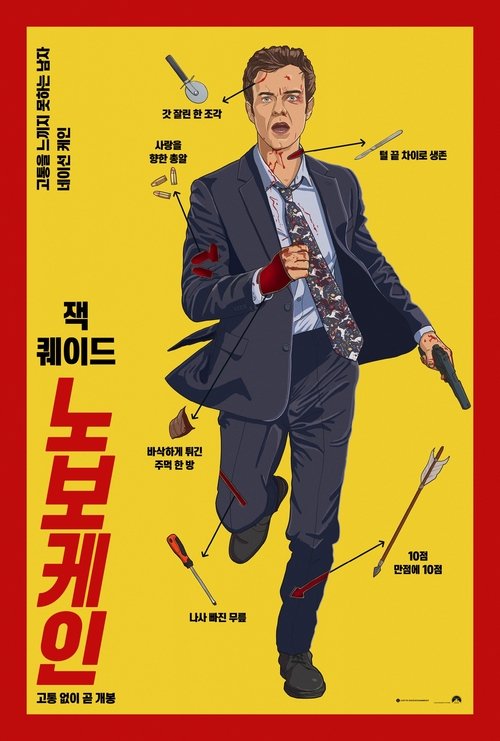 고통을 느끼지 못하는 남자
네이선 케인
갓 잘린 한 조각
사랑을
향한 총알
털 끝 차이로 생존
잭
퀘이드
노보케인
바삭하게 튀긴
주먹 한 방
10점
만점에 10점
나사 빠진 무릎
고통 없이 곧 개봉